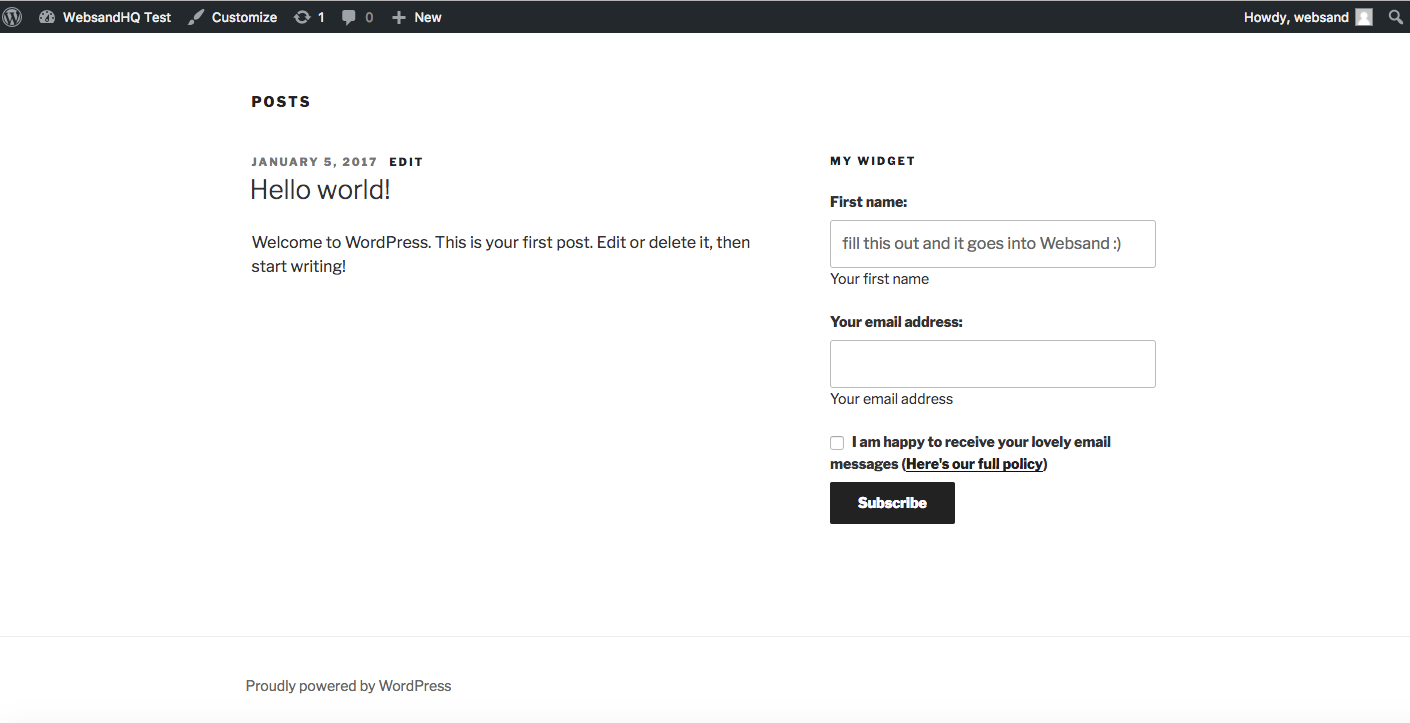 WebsandHQ Test Customize 1 0 New Howdy, websand
POSTS
JANUARY 5, 2017 EDIT
Hello world!
Welcome to WordPress. This is your first post. Edit or delete it, then
start writing!
MY WIDGET
First name:
fill this out and it goes into Websand :)
Your first name
Your email address:
Your email address
I am happy to receive your lovely email
messages (Here's our full policy)
Subscribe
Proudly powered by WordPress